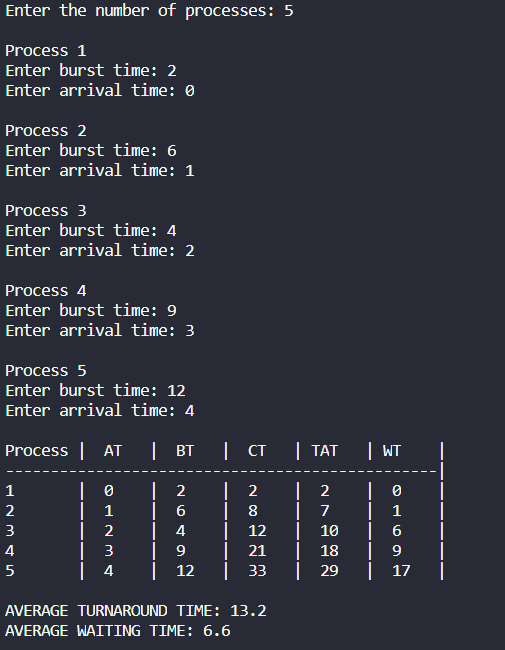 Enter the number of processes: 5
Process 1
Enter burst time: 2
Enter arrival time: 0
Process 2
Enter burst time: 6
Enter arrival time: 1
Process 3
Enter burst time: 4
Enter arrival time: 2
Process 4
Enter burst time: 9
Enter arrival time: 3
Process 5
Enter burst time: 12
Enter arrival time: 4
Process | AT | BT | CT | TAT | WT |
------------------------------------------------|
1 | 0 | 2 | 2 | 2 | 0 |
2 | 1 | 6 | 8 | 7 | 1 |
3 | 2 | 4 | 12 | 10 | 6 |
4 | 3 | 9 | 21 | 18 | 9 |
5 | 4 | 12 | 33 | 29 | 17 |
AVERAGE TURNAROUND TIME: 13.2
AVERAGE WAITING TIME: 6.6